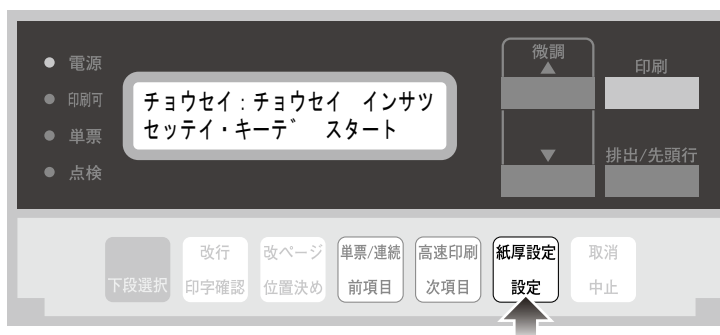 電源
印刷可
単票
点検
チョウセイ:チョウセイ インサツ
セッテイ・キーデ゛ スタート
微調
▲
▼
印刷
排出/先頭行
下段選択
改行
印字確認
改ページ
位置決め
単票/連続
前項目
高速印刷
次項目
紙厚設定
設定
取消
中止